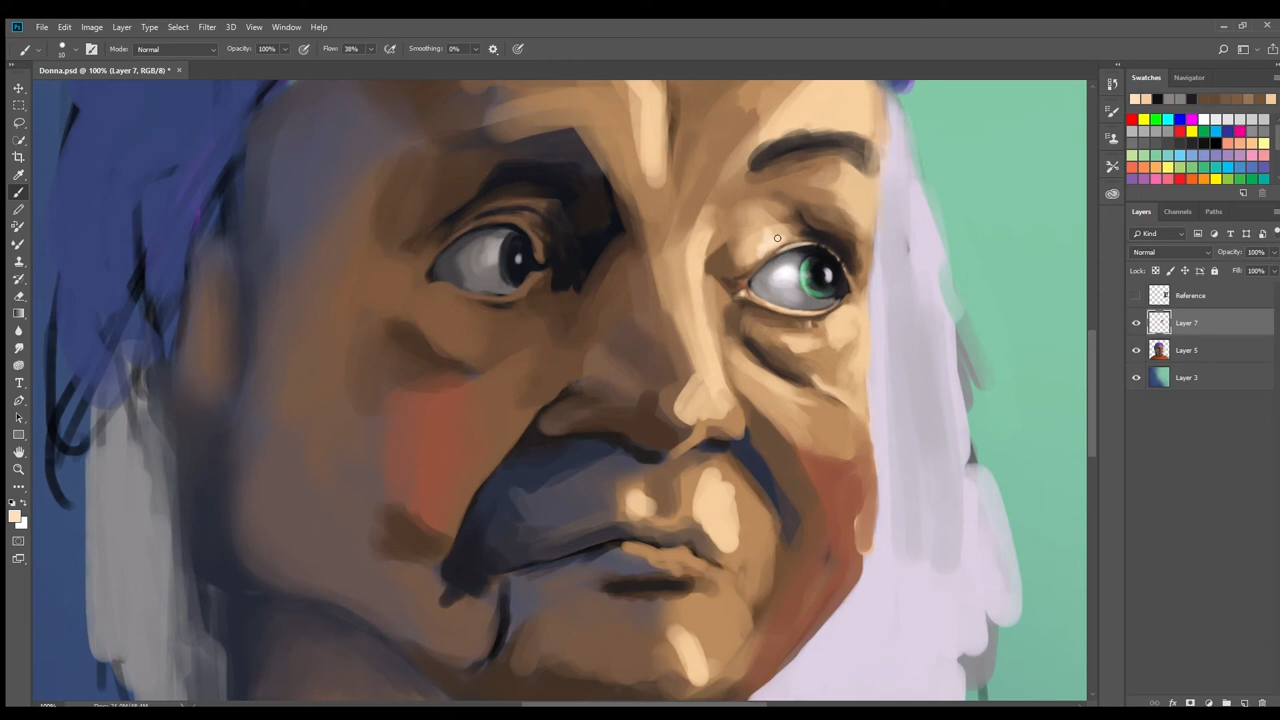 Ps File Edit Image Layer Type Select Filter 3D View Window Help
10 Mode: Normal Opacity: 100% Flow: 38% Smoothing: 0%
Donna.psd @ 100% (Layer 7, RGB/8) * ×
Swatches Navigator
Layers Channels Paths
Kind
Normal Opacity: 100%
Lock: Fill: 100%
Reference
Layer 7
Layer 5
Layer 3